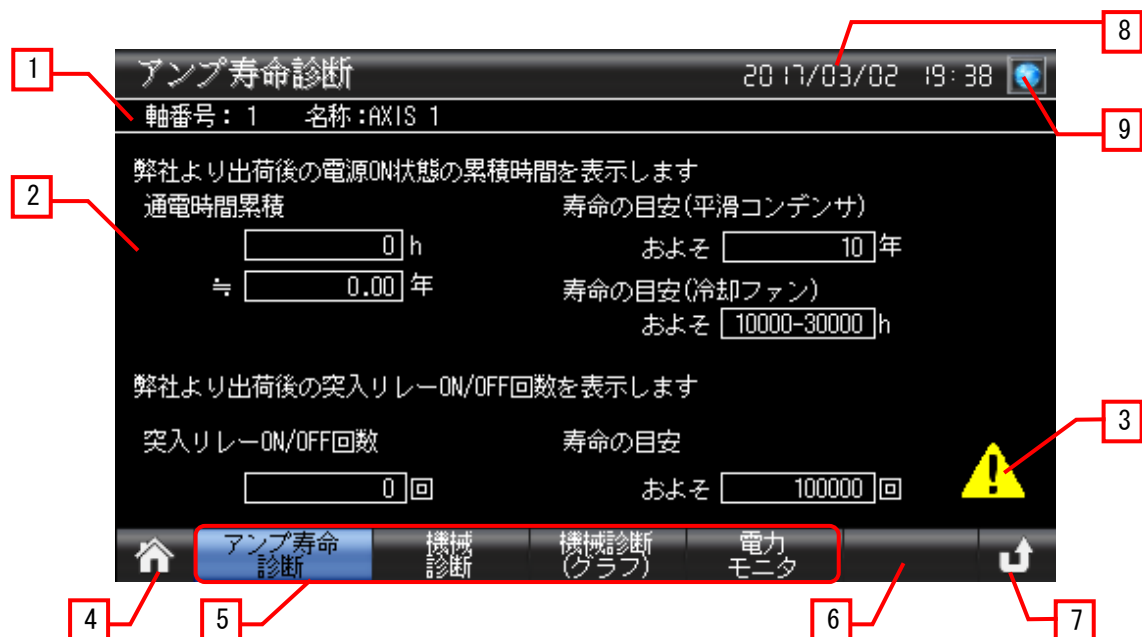 8
1
アンプ寿命診断 2017/03/02 19:38
軸番号: 1 名称:AXIS 1
9
弊社より出荷後の電源ON状態の累積時間を表示します
2
通電時間累積 寿命の目安(平滑コンデンサ)
0 h およそ 10 年
≒ 0.00 年 寿命の目安(冷却ファン)
およそ 10000-30000 h
弊社より出荷後の突入リレーON/OFF回数を表示します
3
突入リレーON/OFF回数 寿命の目安
0 回 およそ 100000 回
アンプ寿命 機械 機械診断 電力
診断 診断 (グラフ) モニタ
4 5 6 7